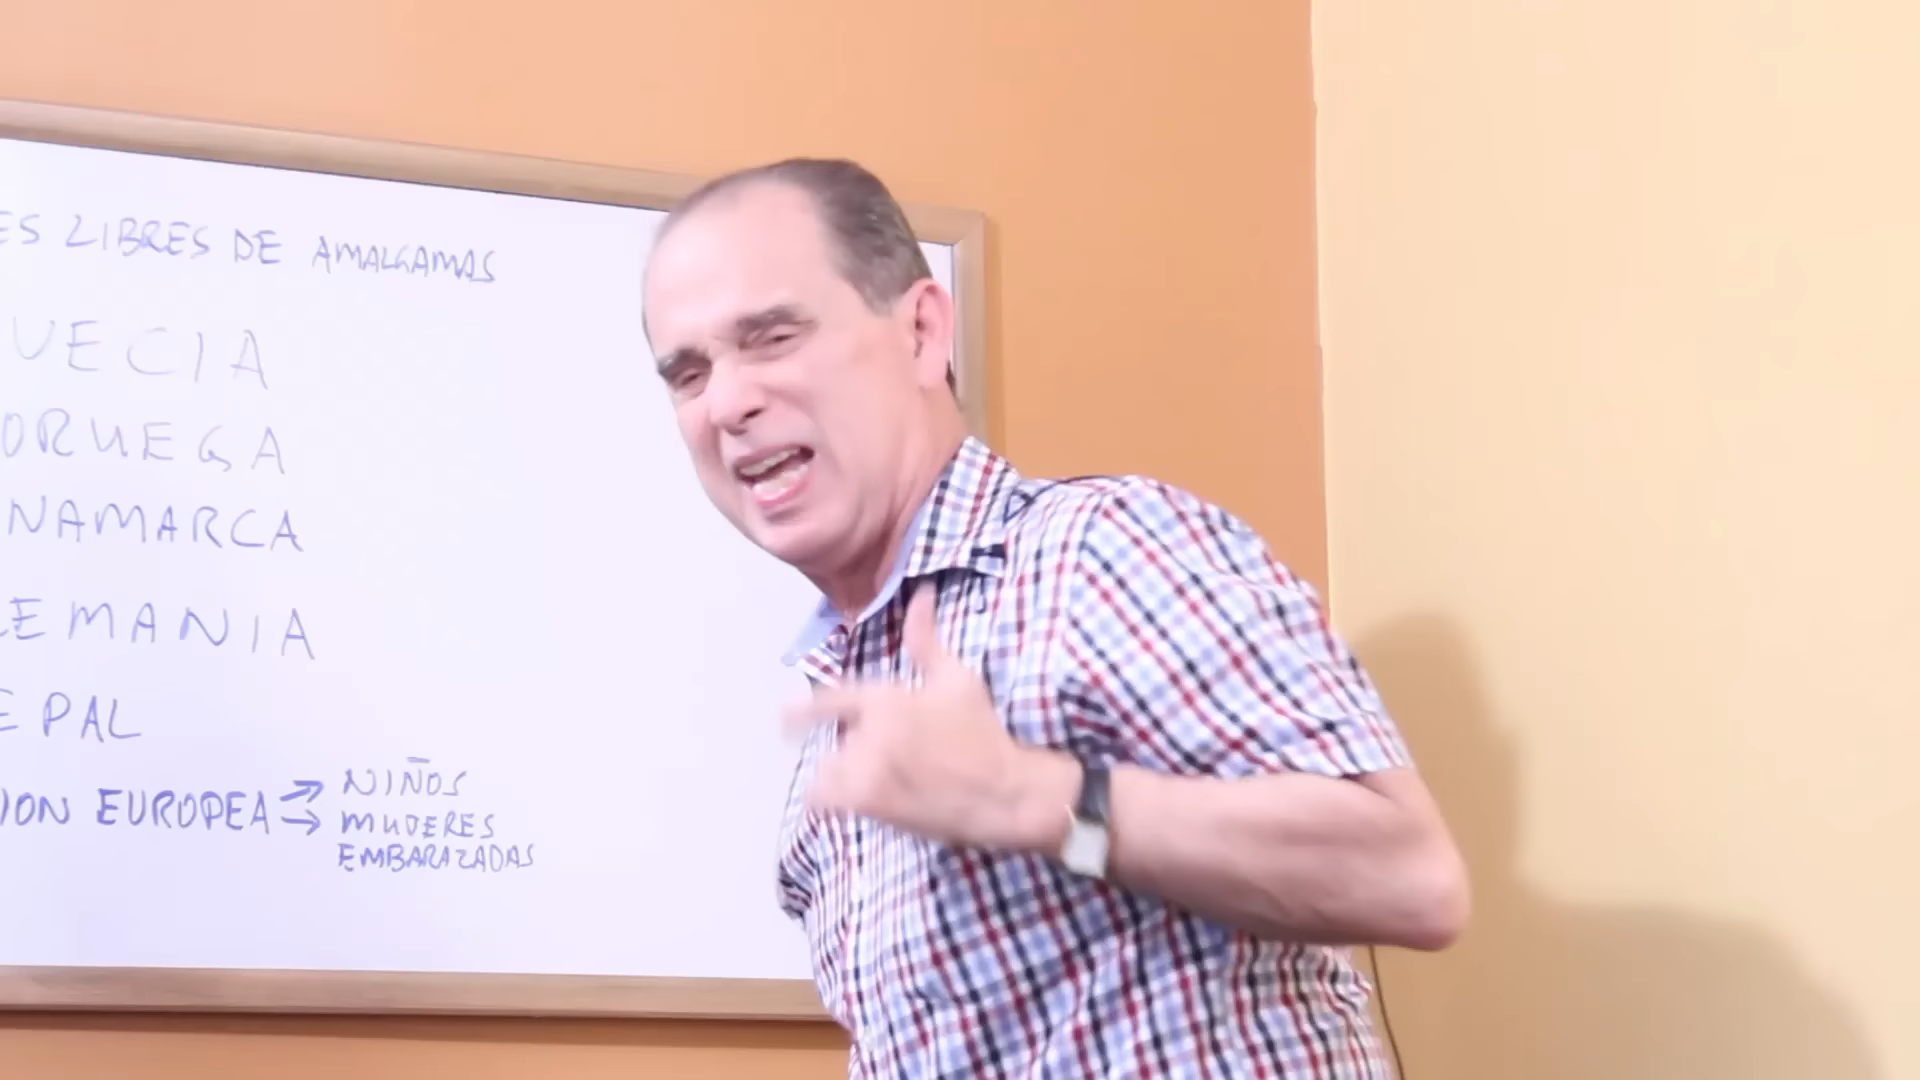 ES LIBRES DE AMALGAMAS
UECIA
ORUEGA
NAMARCA
LEMANIA
EPAL
ION EUROPEA → NIÑOS
→ MUJERES
EMBARAZADAS